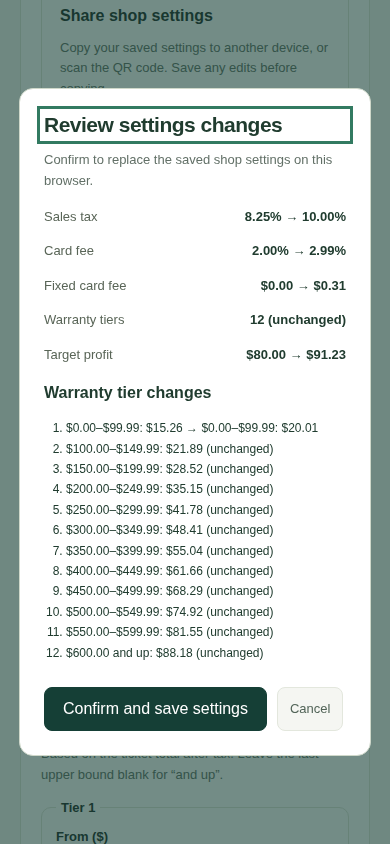 Share shop settings
Copy your saved settings to another device, or
scan the QR code. Save any edits before
Review settings changes
Confirm to replace the saved shop settings on this
browser.
Sales tax 8.25% → 10.00%
Card fee 2.00% → 2.99%
Fixed card fee $0.00 → $0.31
Warranty tiers 12 (unchanged)
Target profit $80.00 → $91.23
Warranty tier changes
1. $0.00–$99.99: $15.26 → $0.00–$99.99: $20.01
2. $100.00–$149.99: $21.89 (unchanged)
3. $150.00–$199.99: $28.52 (unchanged)
4. $200.00–$249.99: $35.15 (unchanged)
5. $250.00–$299.99: $41.78 (unchanged)
6. $300.00–$349.99: $48.41 (unchanged)
7. $350.00–$399.99: $55.04 (unchanged)
8. $400.00–$449.99: $61.66 (unchanged)
9. $450.00–$499.99: $68.29 (unchanged)
10. $500.00–$549.99: $74.92 (unchanged)
11. $550.00–$599.99: $81.55 (unchanged)
12. $600.00 and up: $88.18 (unchanged)
Confirm and save settings Cancel
Based on the ticket total after tax. Leave the last
upper bound blank for “and up”.
Tier 1
From ($)